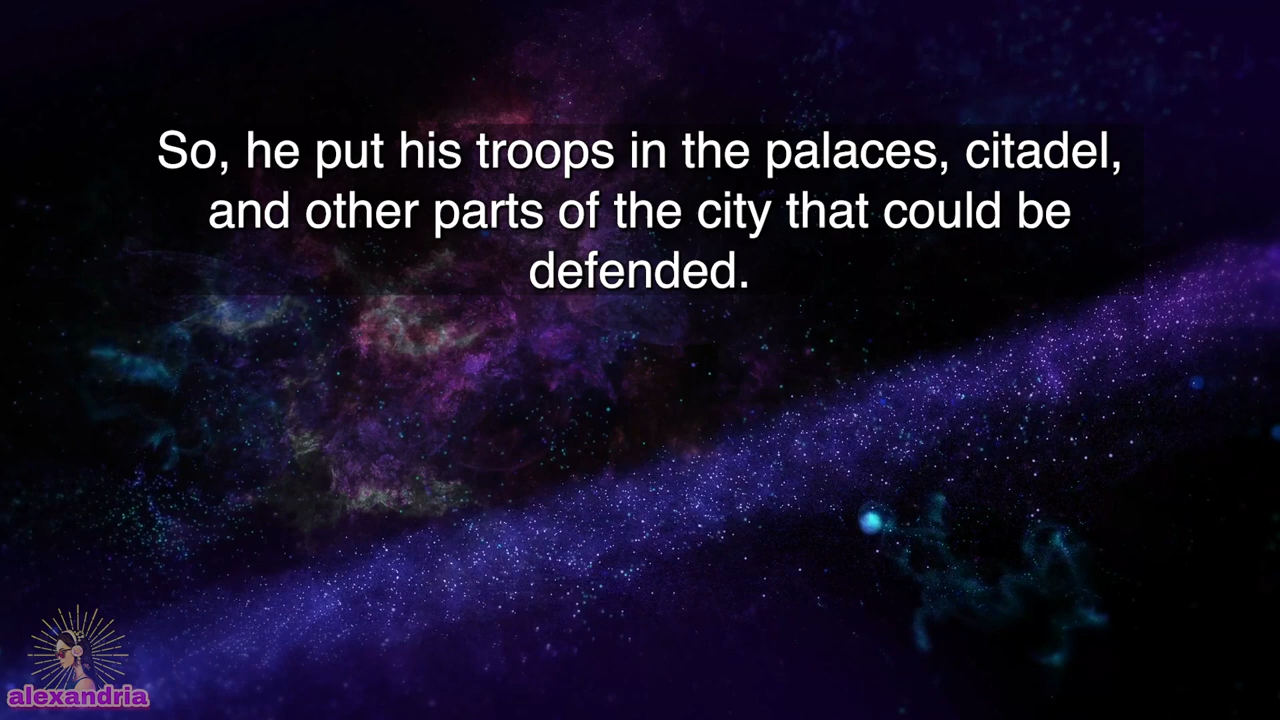 So, he put his troops in the palaces, citadel,
and other parts of the city that could be
defended.
alexandria